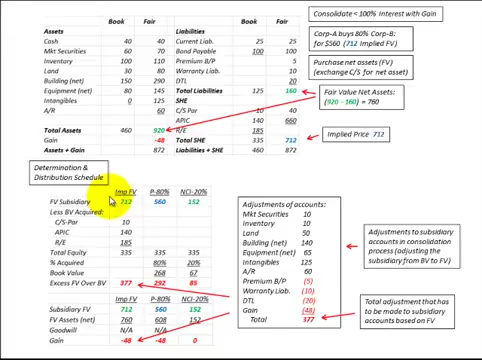 Consolidate < 100% Interest with Gain
Book Fair Book Fair
Assets Liabilities
Cash 40 40 Current Liab. 25 25
Mkt Securities 60 70 Bond Payable 100 100
Inventory 100 110 Premium B/P 5
Land 30 80 Warranty Liab. 10
Building (net) 150 290 DTL 20
Equipment (net) 80 145 Total Liabilities 125 160
Intangibles 0 125 SHE
A/R 60 C/S Par 10 40
APIC 140 660
Total Assets 460 920 R/E 185
Gain -48 Total SHE 335 712
Assets + Gain 872 Liabilities + SHE 460 872
Corp-A buys 80% Corp-B:
for $560 (712 Implied FV)
Purchase net assets (FV)
(exchange C/S for net asset)
Fair Value Net Assets:
(920 - 160) = 760
Implied Price 712
Determination &
Distribution Schedule
Imp FV P-80% NCI-20%
FV Subsidiary 712 560 152
Less BV Acquired:
C/S-Par 10
APIC 140
R/E 185
Total Equity 335 335 335
% Acquired 80% 20%
Book Value 268 67
Excess FV Over BV 377 292 85
Imp FV P-80% NCI-20%
Subsidiary FV 712 560 152
FV Assets (net) 760 608 152
Goodwill N/A N/A
Gain -48 -48 0
Adjustments of accounts:
Mkt Securities 10
Inventory 10
Land 50
Building (net) 140
Equipment (net) 65
Intangibles 125
A/R 60
Premium B/P (5)
Warranty Liab. (10)
DTL (20)
Gain (48)
Total 377
Adjustments to subsidiary
accounts in consolidation
process (adjusting the
subsidiary from BV to FV)
Total adjustment that has
to be made to subsidiary
accounts based on FV